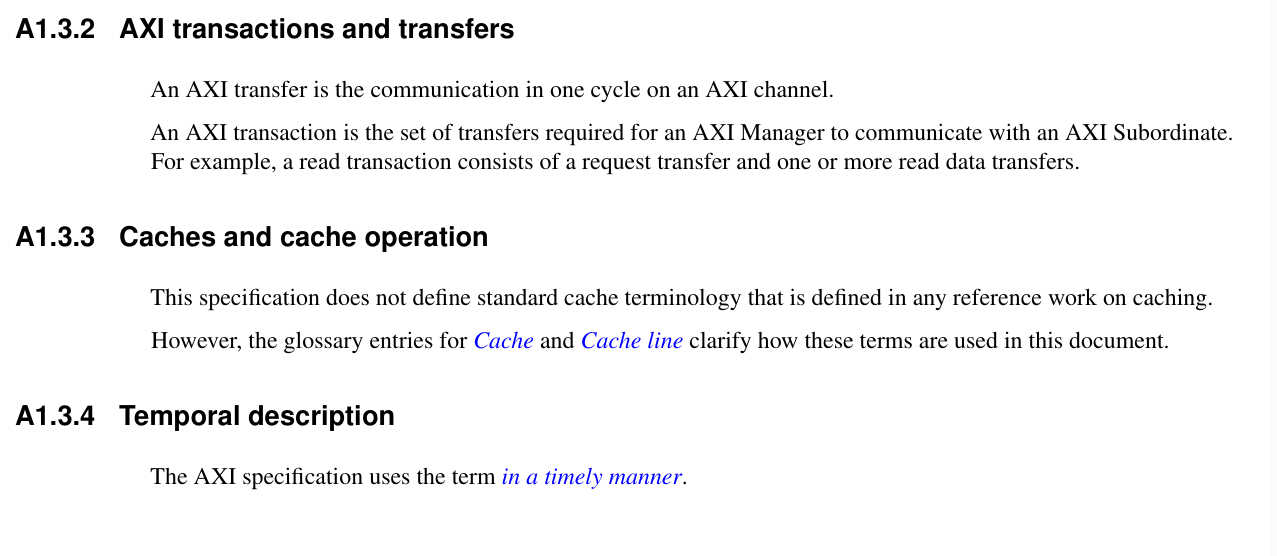 A1.3.2 AXI transactions and transfers
An AXI transfer is the communication in one cycle on an AXI channel.
An AXI transaction is the set of transfers required for an AXI Manager to communicate with an AXI Subordinate.
For example, a read transaction consists of a request transfer and one or more read data transfers.
A1.3.3 Caches and cache operation
This specification does not define standard cache terminology that is defined in any reference work on caching.
However, the glossary entries for Cache and Cache line clarify how these terms are used in this document.
A1.3.4 Temporal description
The AXI specification uses the term in a timely manner.